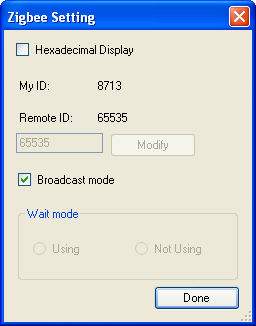 Zigbee Setting
Hexadecimal Display
My ID: 8713
Remote ID: 65535
65535 Modify
Broadcast mode
Wait mode
Using Not Using
Done